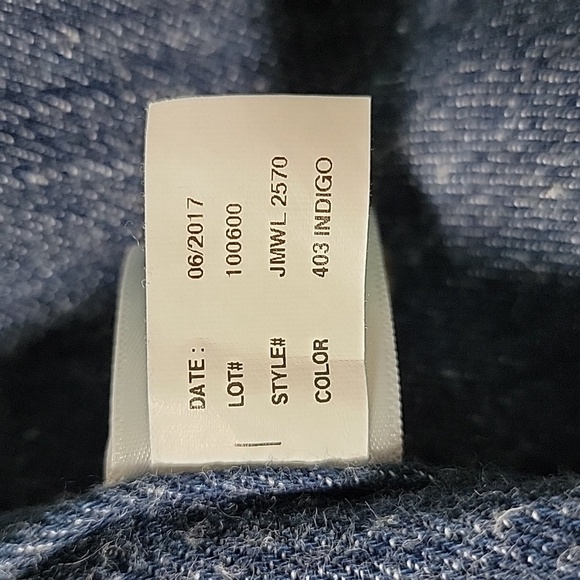 DATE : 06/2017
LOT# 100600
STYLE# JMWL 2570
COLOR 403 INDIGO